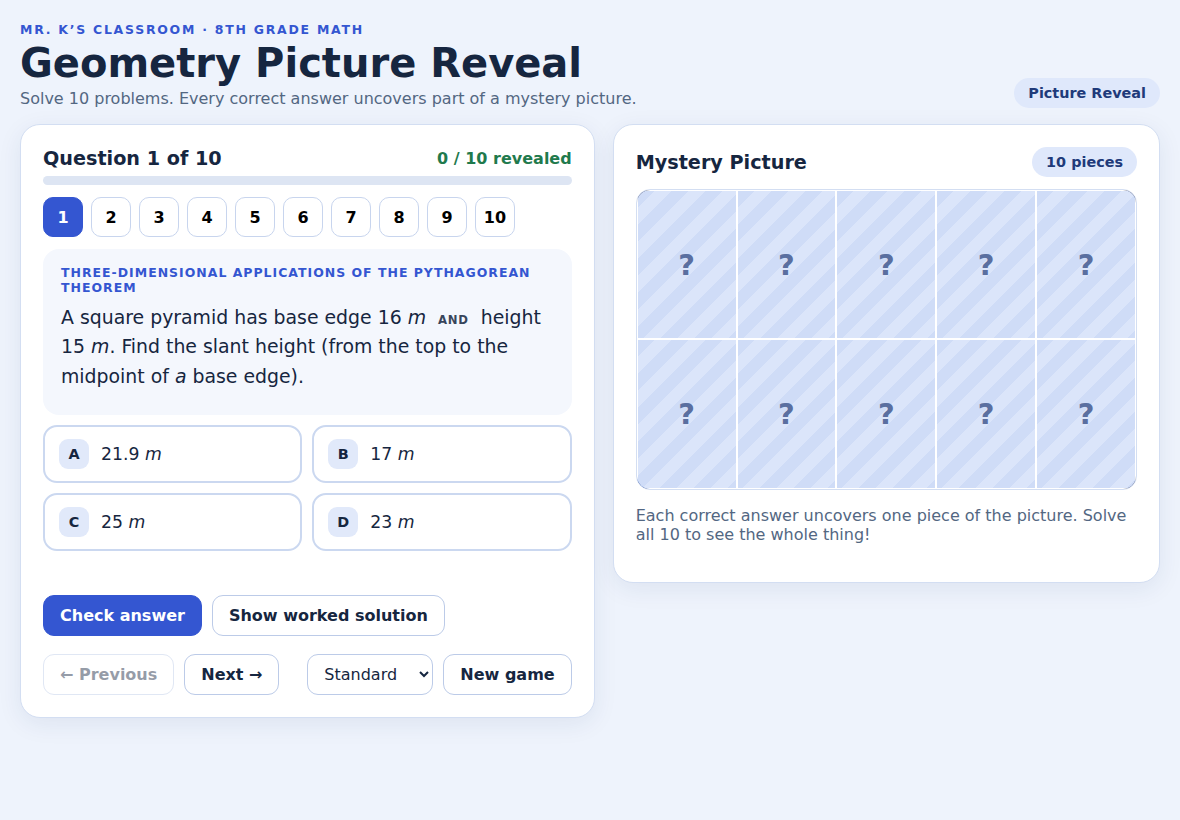 MR. K’S CLASSROOM · 8TH GRADE MATH
Geometry Picture Reveal
Solve 10 problems. Every correct answer uncovers part of a mystery picture.
Picture Reveal
Question 1 of 10
0 / 10 revealed
1 2 3 4 5 6 7 8 9 10
THREE-DIMENSIONAL APPLICATIONS OF THE PYTHAGOREAN
THEOREM
A square pyramid has base edge 16 m AND height
15 m. Find the slant height (from the top to the
midpoint of a base edge).
A 21.9 m
B 17 m
C 25 m
D 23 m
Check answer
Show worked solution
← Previous
Next →
Standard
New game
Mystery Picture
10 pieces
? ? ? ? ?
? ? ? ? ?
Each correct answer uncovers one piece of the picture. Solve
all 10 to see the whole thing!